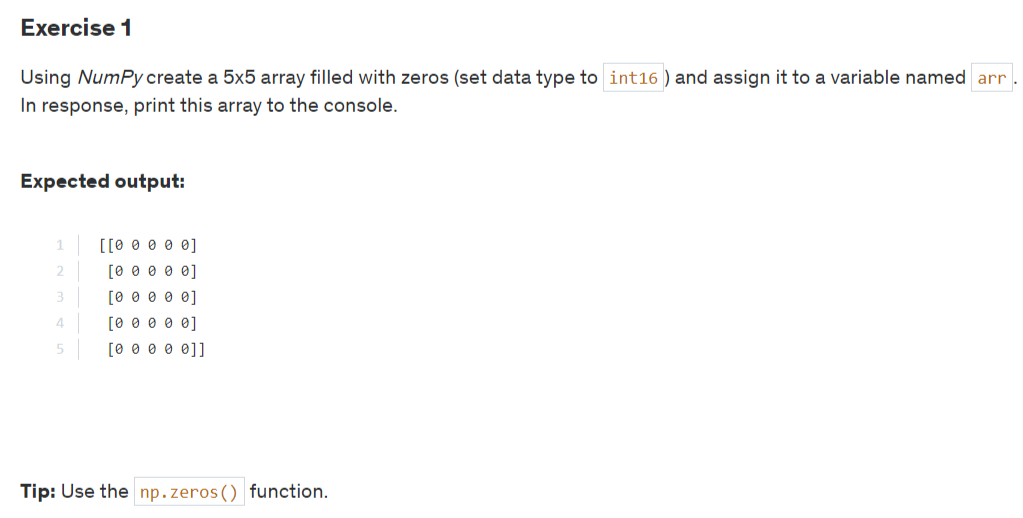 Exercise 1
Using NumPy create a 5x5 array filled with zeros (set data type to int16) and assign it to a variable named arr.
In response, print this array to the console.
Expected output:
1 [[0 0 0 0 0]
2 [0 0 0 0 0]
3 [0 0 0 0 0]
4 [0 0 0 0 0]
5 [0 0 0 0 0]]
Tip: Use the np.zeros() function.